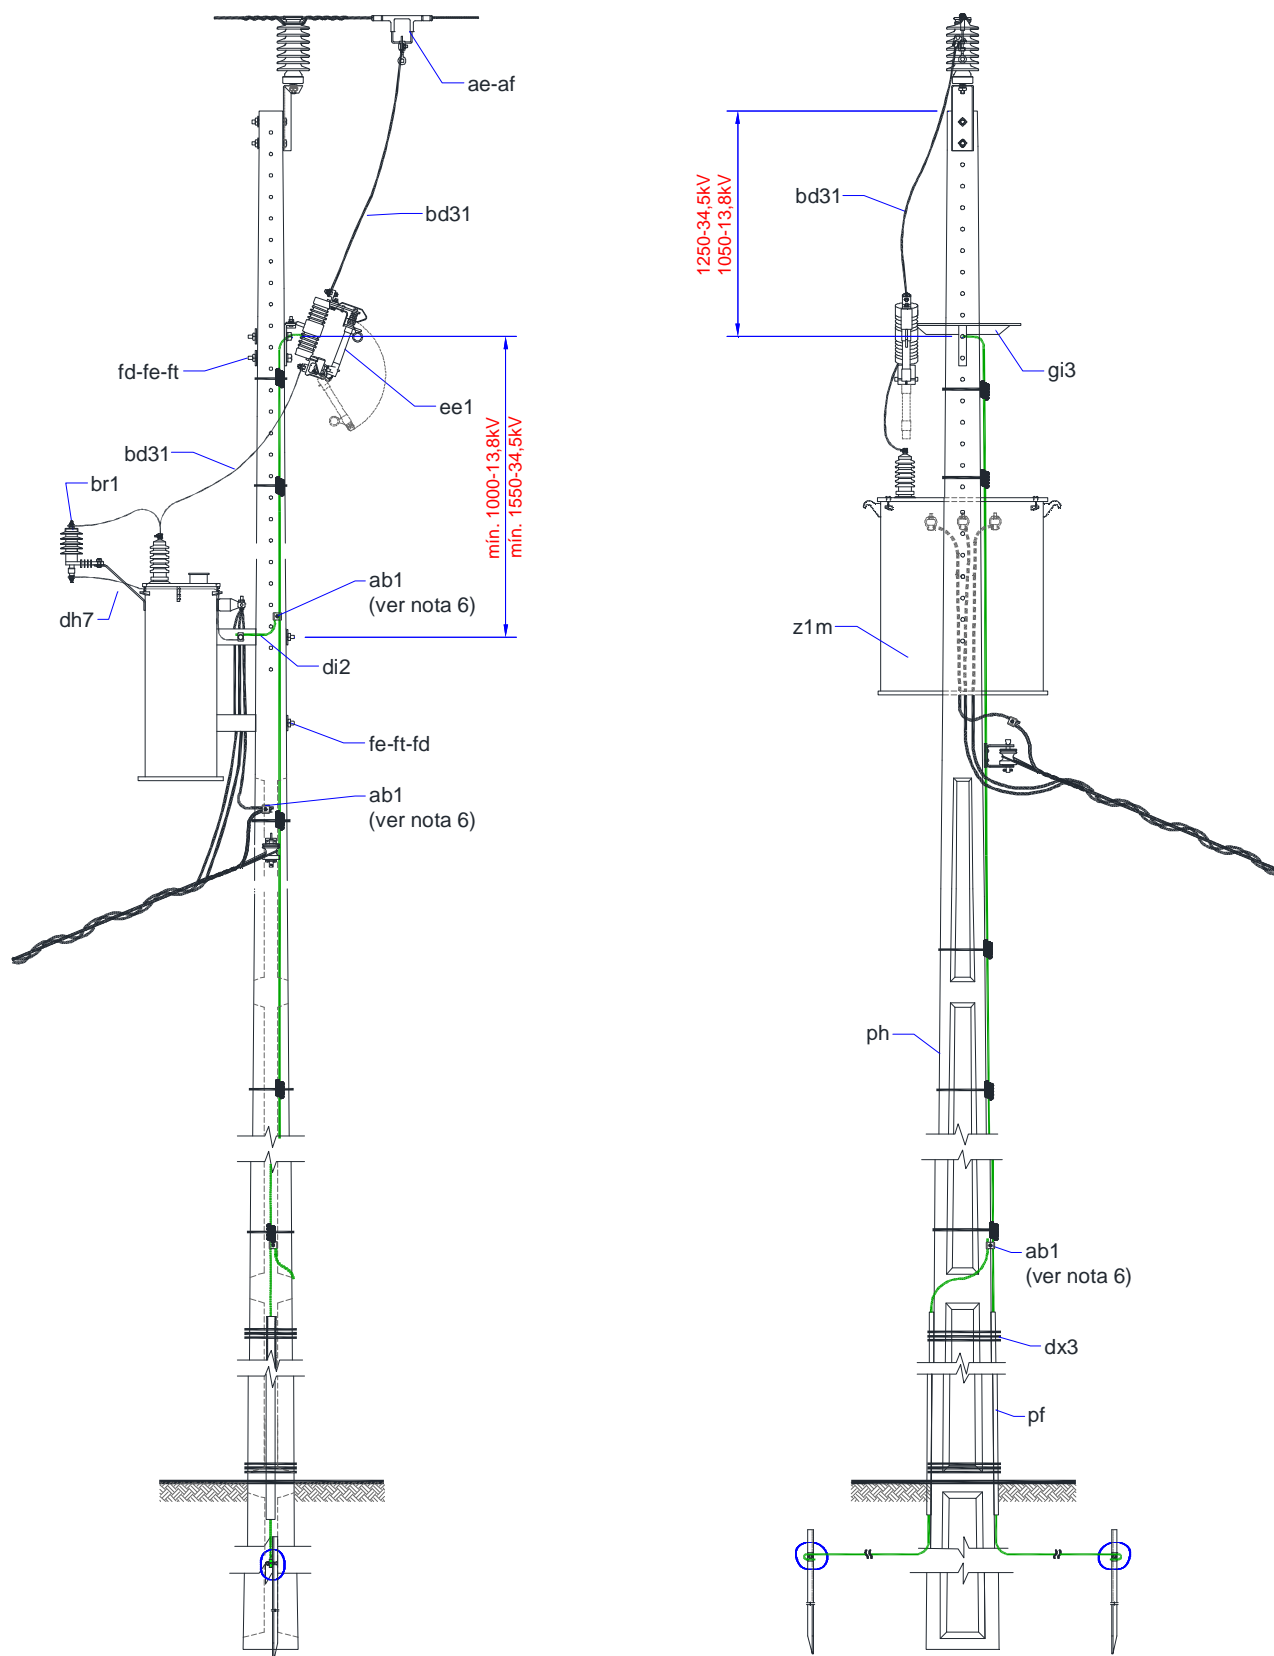 ae-af
bd31
fd-fe-ft
ee1
bd31
br1
mín. 1000-13,8kV
mín. 1550-34,5kV
ab1
(ver nota 6)
dh7
di2
fe-ft-fd
ab1
(ver nota 6)
1250-34,5kV
1050-13,8kV
bd31
gi3
z1m
ph
ab1
(ver nota 6)
dx3
pf